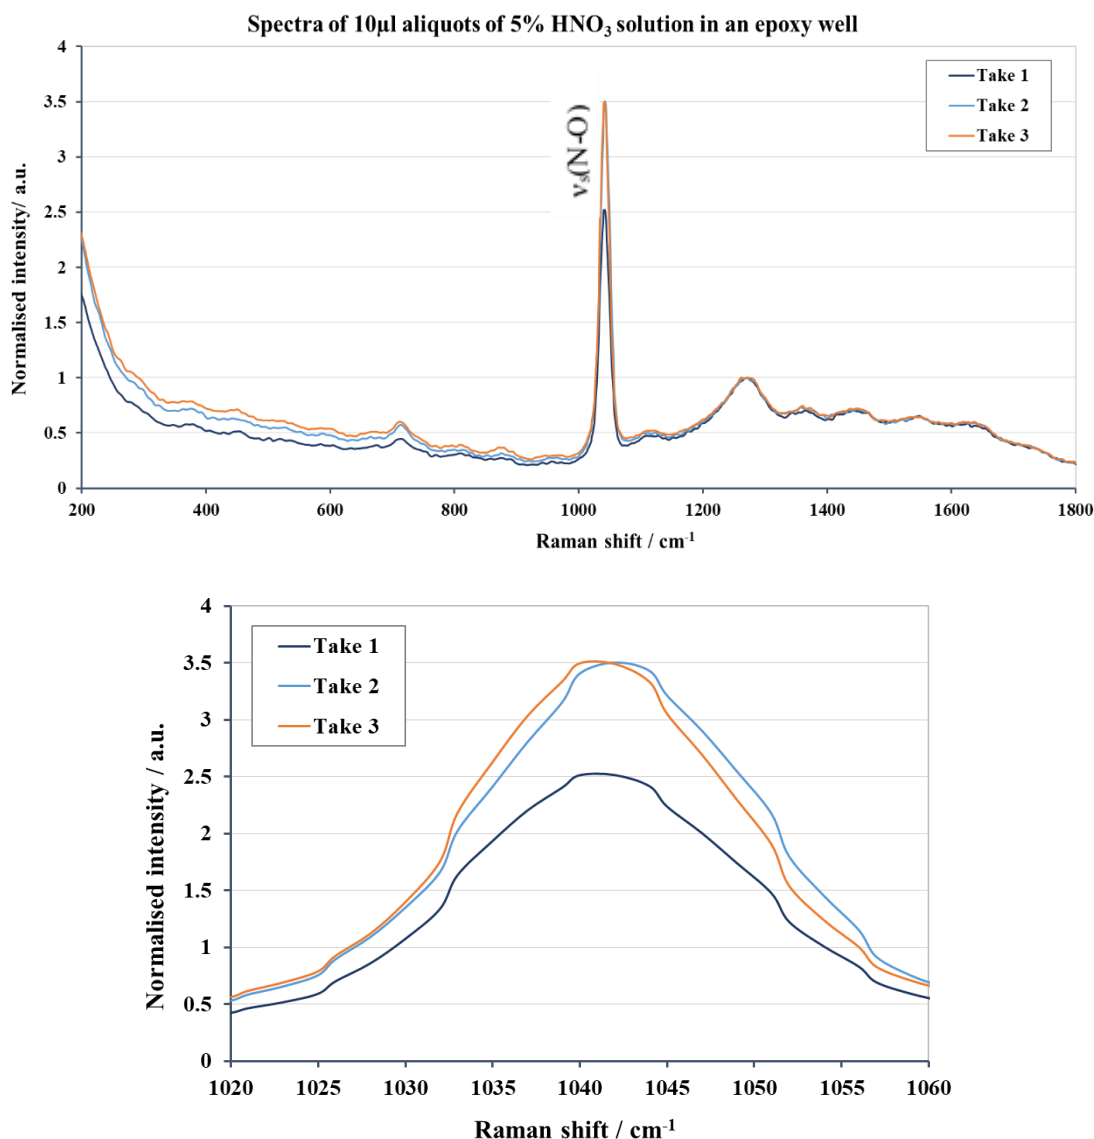 Spectra of 10µl aliquots of 5% HNO₃ solution in an epoxy well
4
3.5
3
2.5
2
1.5
1
0.5
0
Normalised intensity/ a.u.
νₛ(N-O)
Take 1
Take 2
Take 3
200 400 600 800 1000 1200 1400 1600 1800
Raman shift / cm⁻¹
4
3.5
3
2.5
2
1.5
1
0.5
0
Normalised intensity / a.u.
Take 1
Take 2
Take 3
1020 1025 1030 1035 1040 1045 1050 1055 1060
Raman shift / cm⁻¹